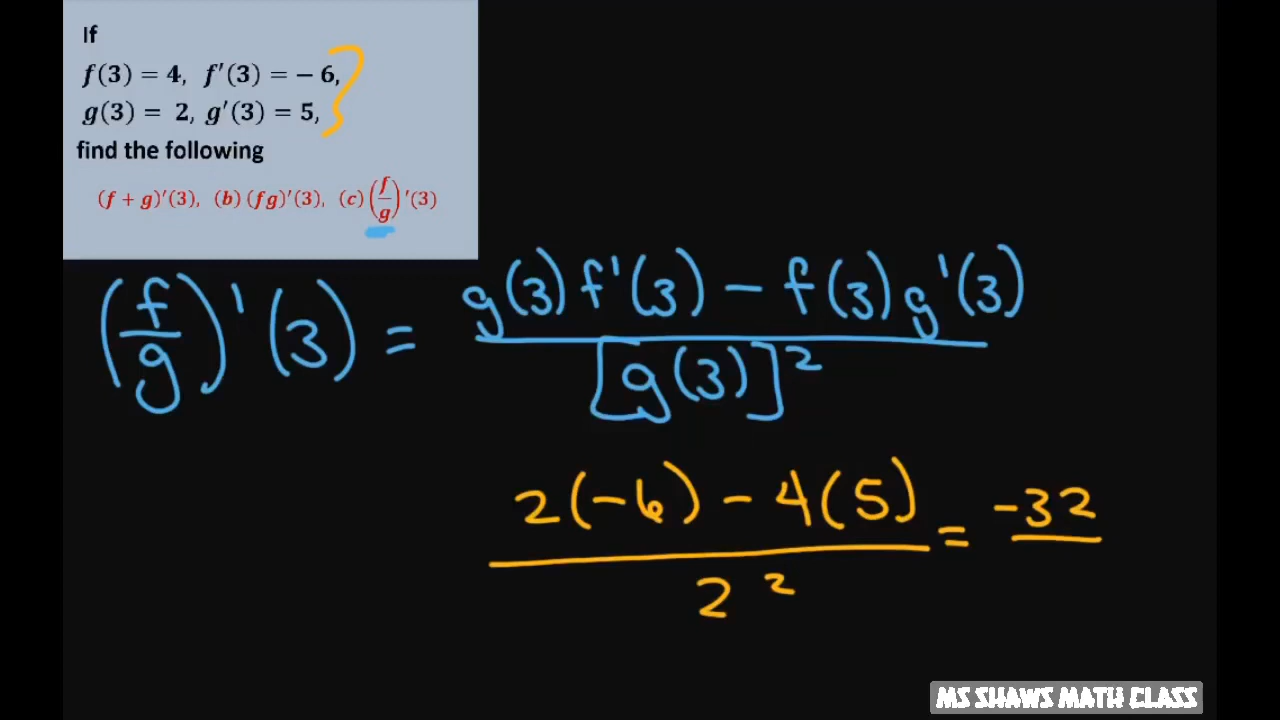 If
f(3) = 4, f′(3) = − 6,
g(3) = 2, g′(3) = 5,
find the following
(f + g)′(3), (b) (fg)′(3), (c) (f/g)′(3)
(f/g)'(3) = g(3)f'(3) − f(3)g'(3) / [g(3)]²
2(−6) − 4(5) / 2² = −32
MS SHAWS MATH CLASS